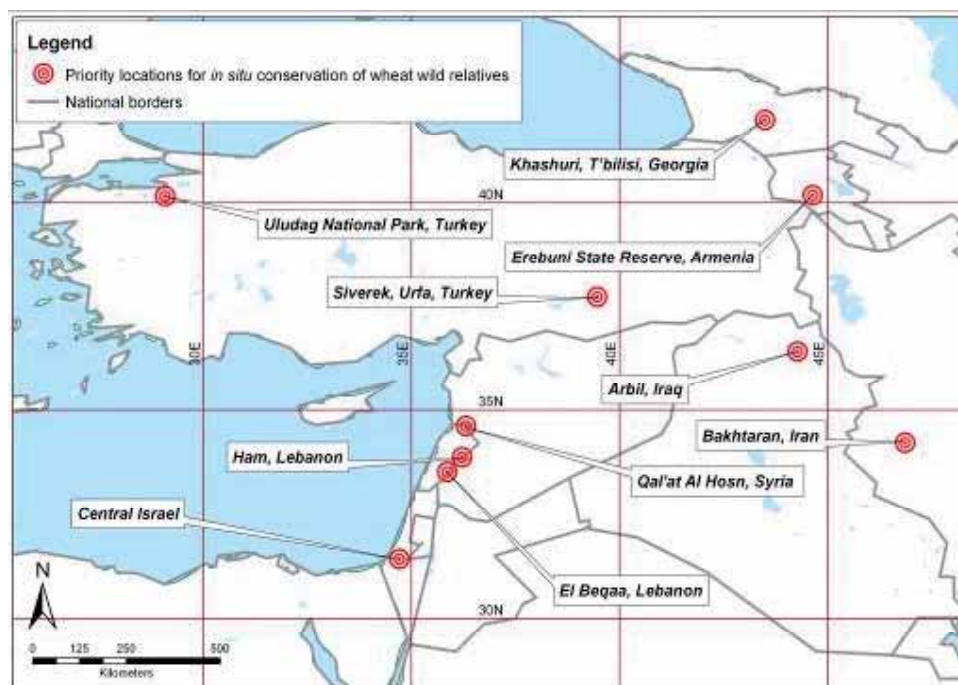 Legend
Priority locations for in situ conservation of wheat wild relatives
National borders
Khashuri, T'bilisi, Georgia
40N
Uludag National Park, Turkey
Erebuni State Reserve, Armenia
Siverek, Urfa, Turkey
30E
35E
40E
45E
Arbil, Iraq
35N
Bakhtaran, Iran
Ham, Lebanon
Qal'at Al Hosn, Syria
Central Israel
El Beqaa, Lebanon
N
30N
0 125 250 500
Kilometers